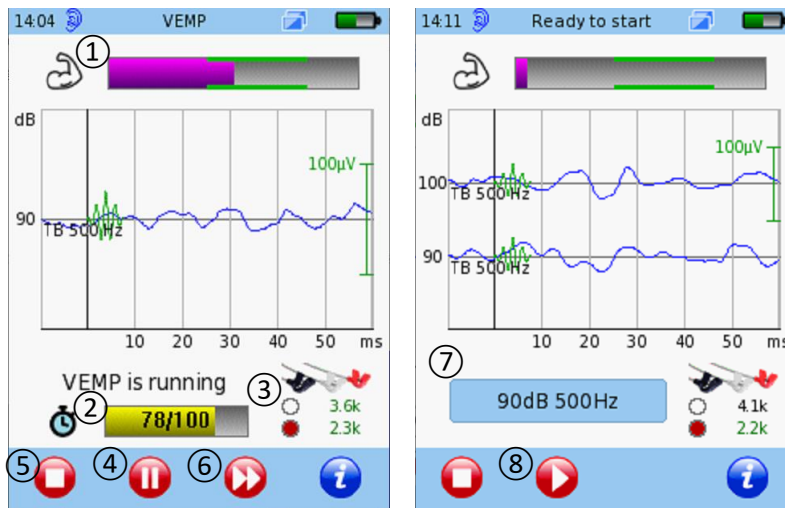 14:04 VEMP
①
dB
100µV
90
TB 500 Hz
10 20 30 40 50 ms
VEMP is running
③
② 78/100
3.6k
2.3k
⑤ ④ ⑥ i
14:11 Ready to start
dB
100µV
100
TB 500 Hz
90
TB 500 Hz
10 20 30 40 50 ms
⑦
90dB 500Hz
4.1k
2.2k
⑧ i